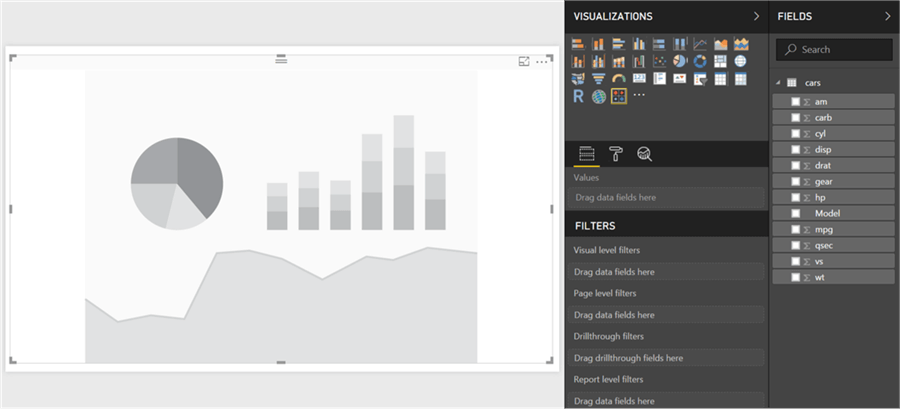 VISUALIZATIONS
R
Values
Drag data fields here
FILTERS
Visual level filters
Drag data fields here
Page level filters
Drag data fields here
Drillthrough filters
Drag drillthrough fields here
Report level filters
Drag data fields here
FIELDS
Search
cars
Σ am
Σ carb
Σ cyl
Σ disp
Σ drat
Σ gear
Σ hp
Model
Σ mpg
Σ qsec
Σ vs
Σ wt